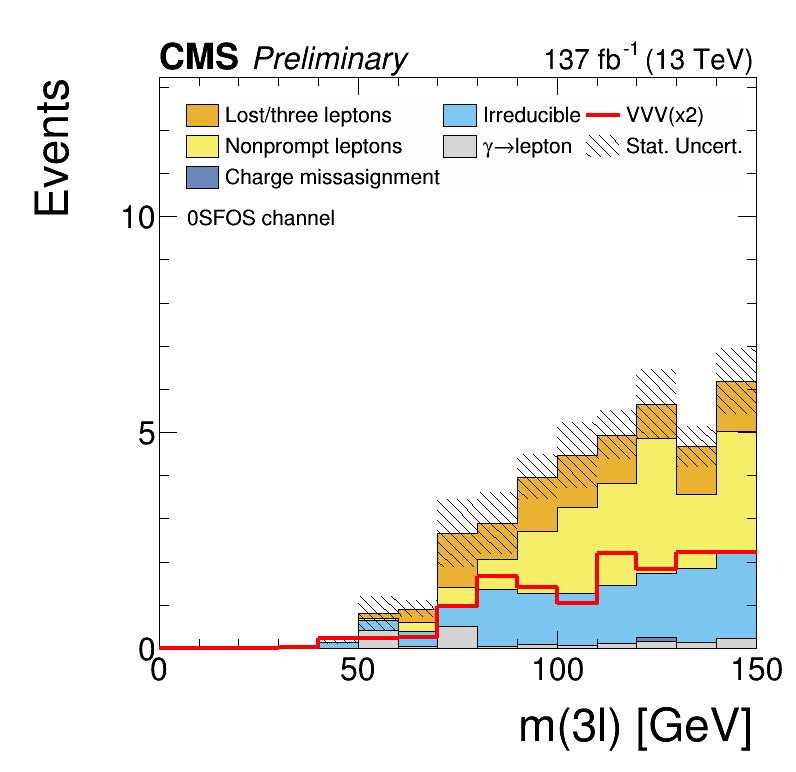 CMS Preliminary 137 fb⁻¹ (13 TeV)
Events
Lost/three leptons Irreducible VVV(x2)
Nonprompt leptons γ→lepton Stat. Uncert.
Charge missasignment
0SFOS channel
10
5
0
0 50 100 150
m(3l) [GeV]